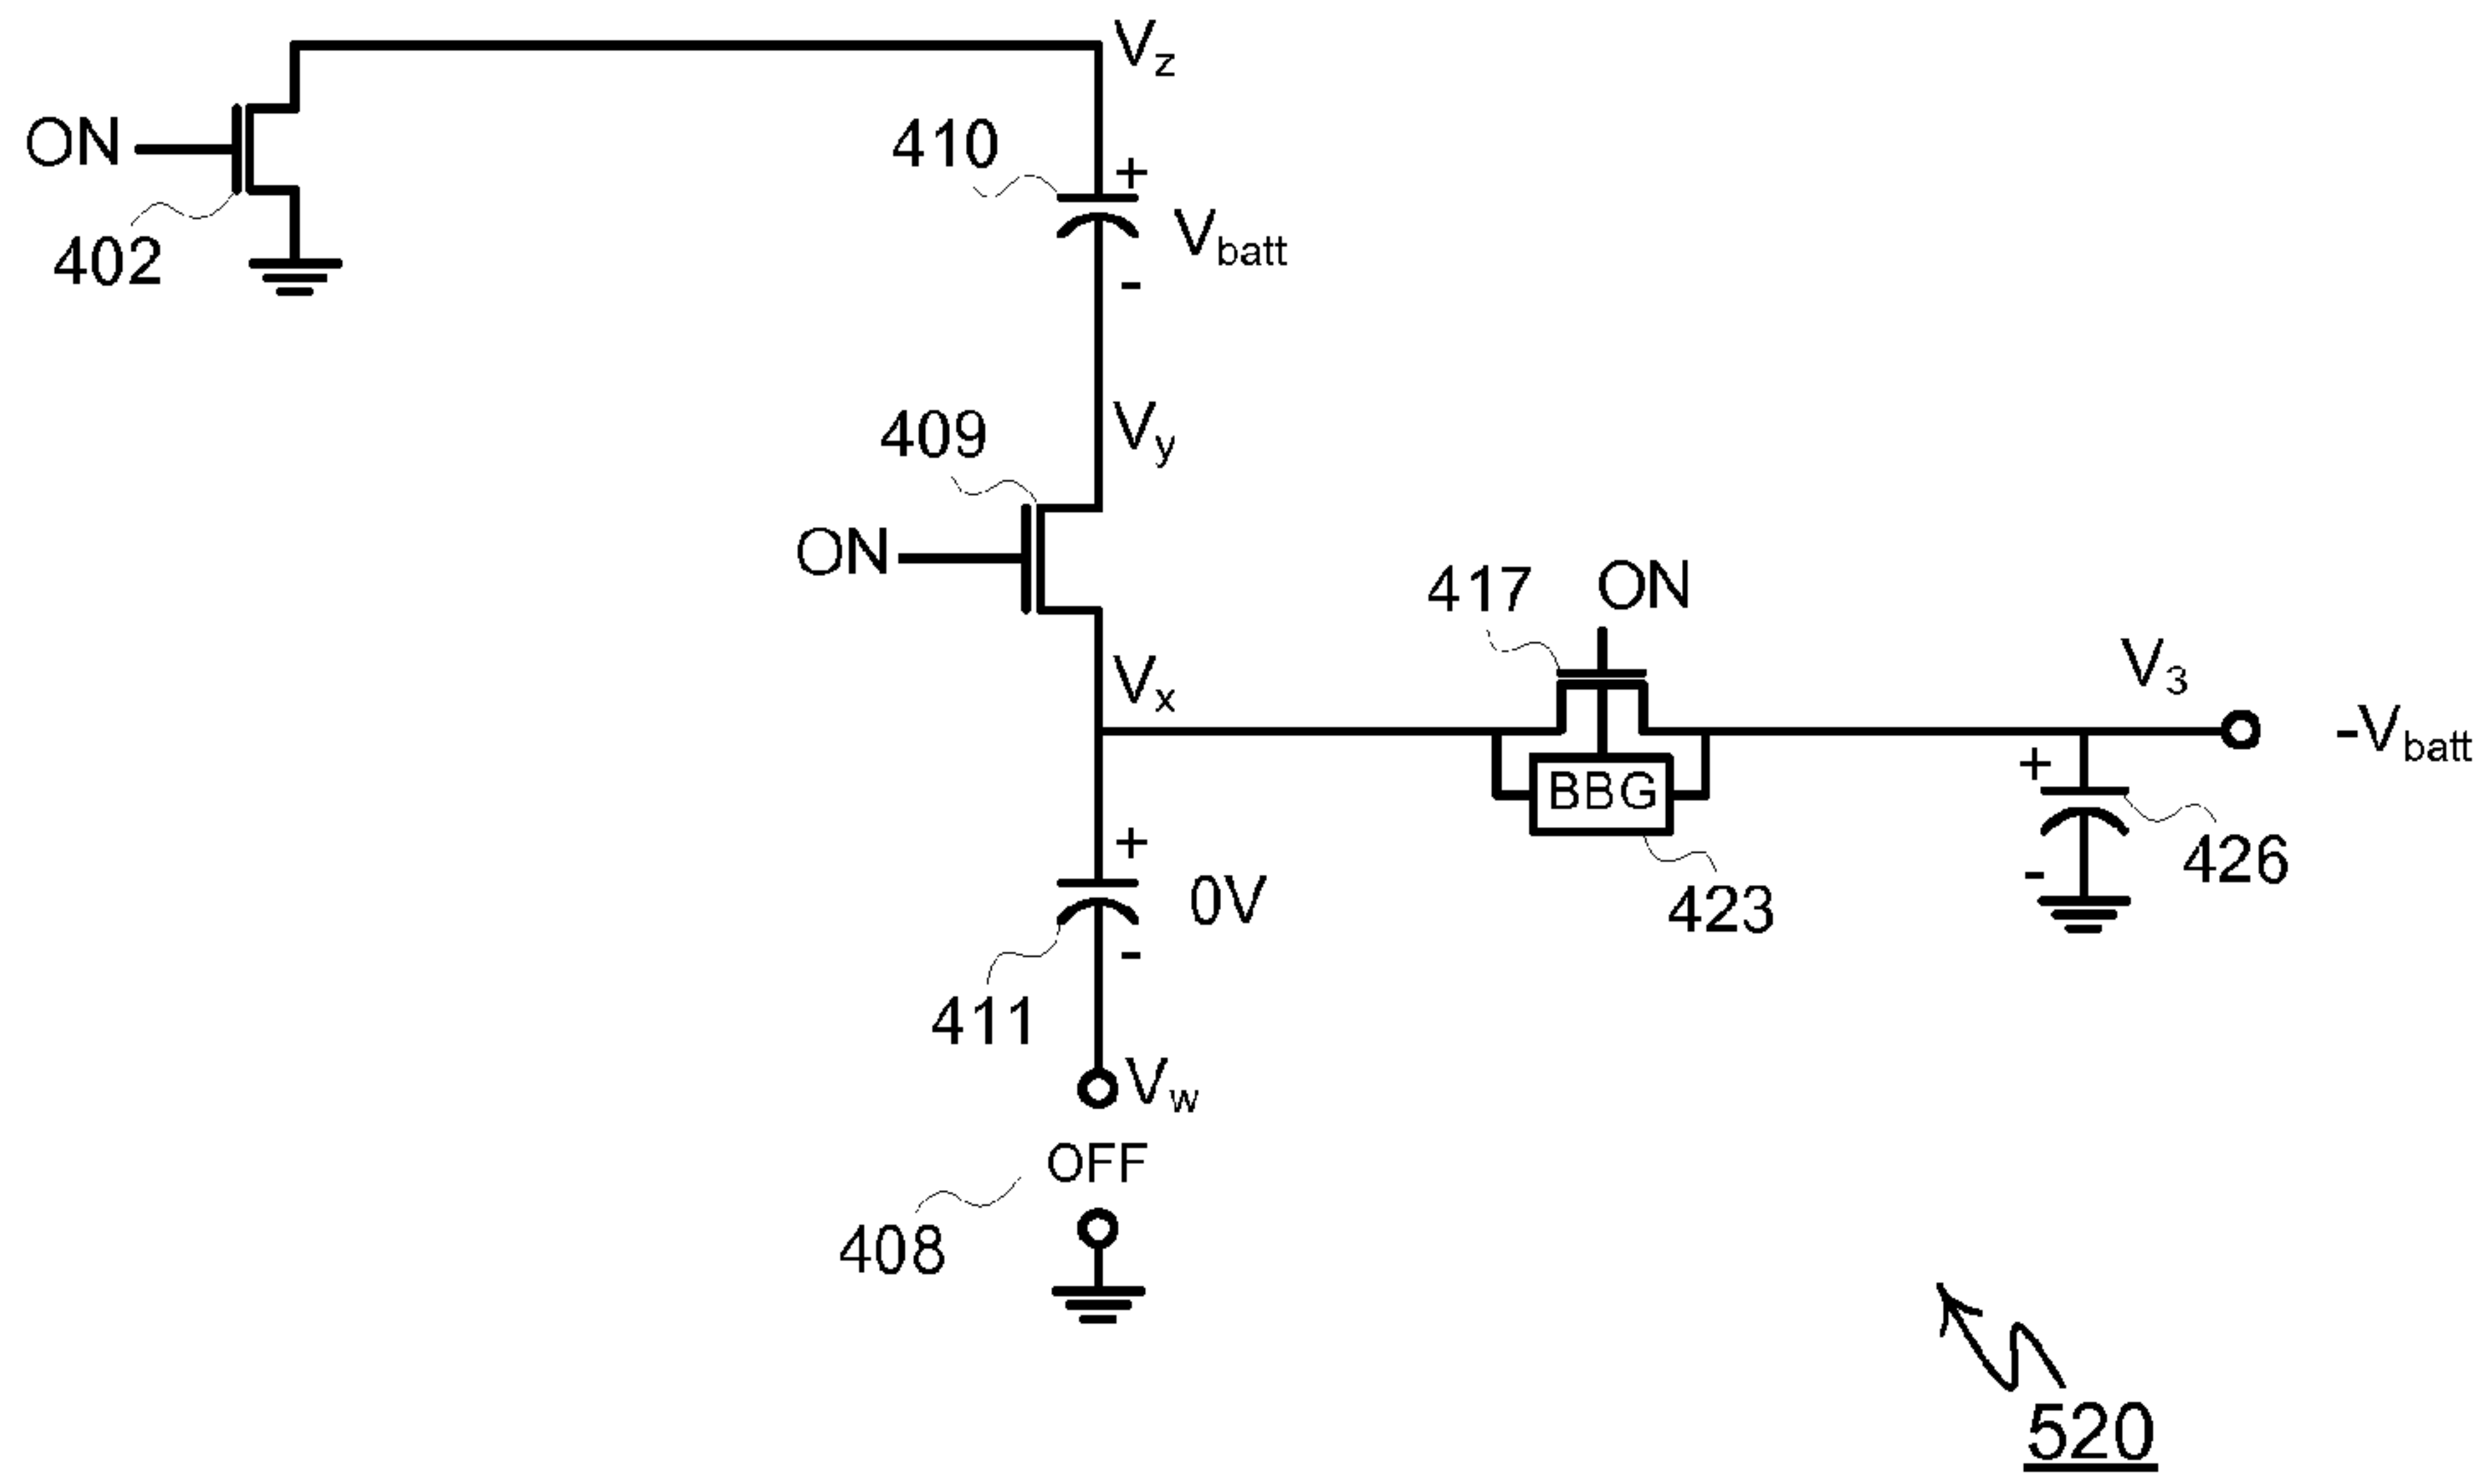 Vz
ON
410
+
402
Vbatt
-
409
Vy
ON
417
ON
Vx
V3
-Vbatt
BBG
+
+
411
0V
426
-
423
-
Vw
OFF
408
520